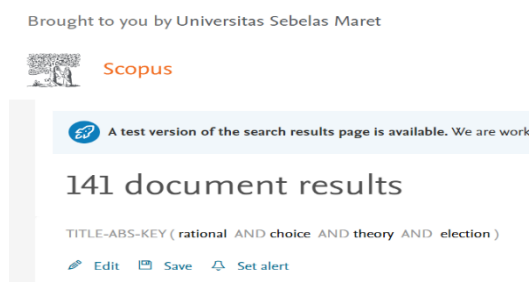 Brought to you by Universitas Sebelas Maret
Scopus
A test version of the search results page is available. We are work
141 document results
TITLE-ABS-KEY ( rational AND choice AND theory AND election )
Edit Save Set alert